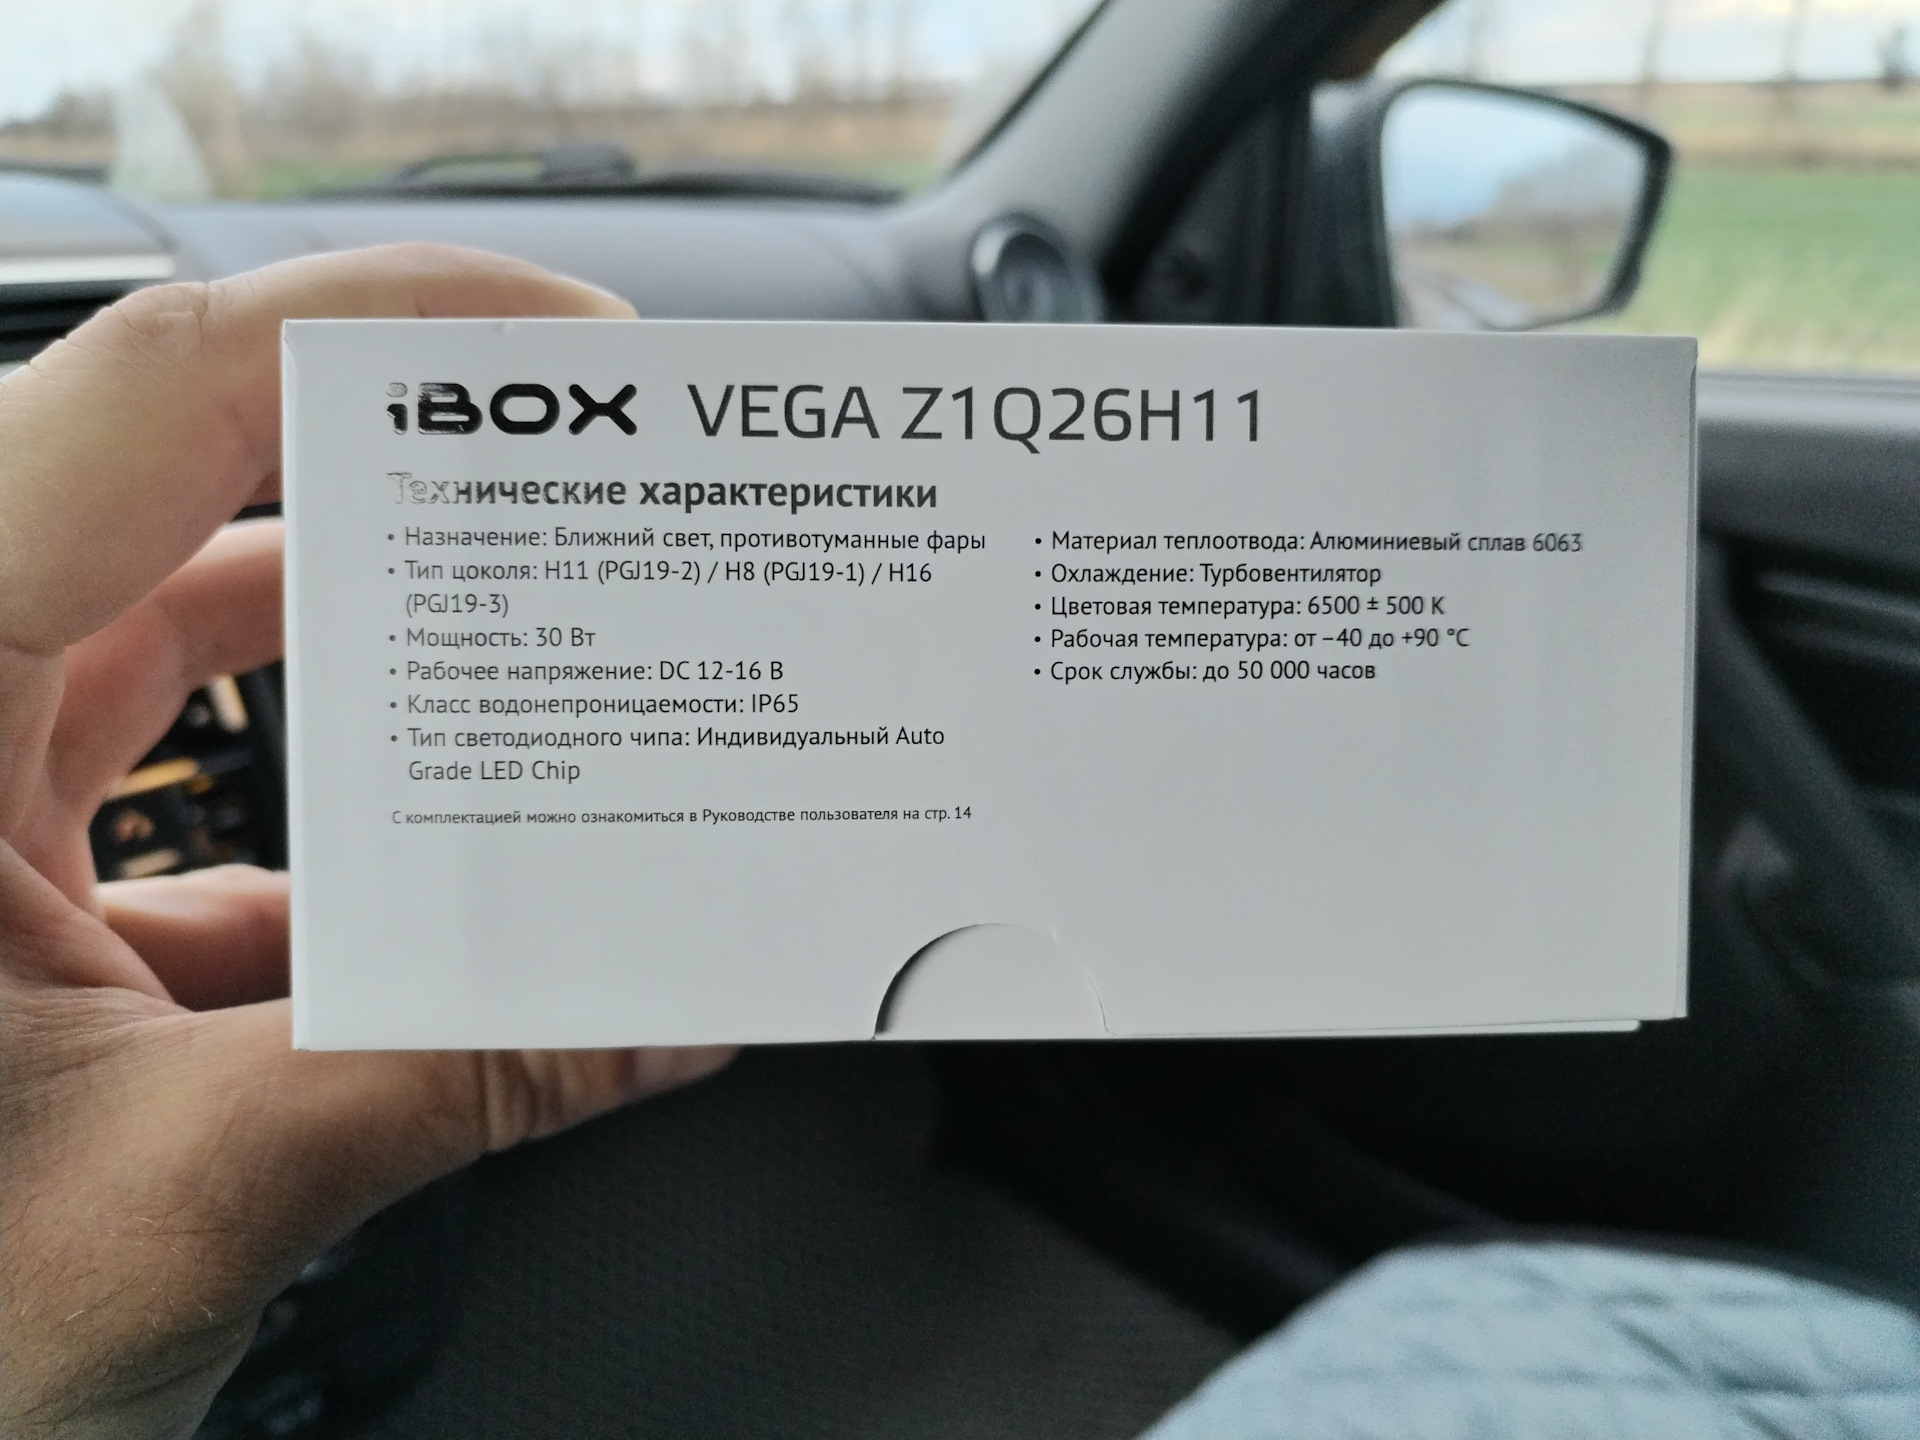 iBOX VEGA Z1Q26H11
Технические характеристики
• Назначение: Ближний свет, противотуманные фары
• Тип цоколя: H11 (PGJ19-2) / H8 (PGJ19-1) / H16
(PGJ19-3)
• Мощность: 30 Вт
• Рабочее напряжение: DC 12-16 В
• Класс водонепроницаемости: IP65
• Тип светодиодного чипа: Индивидуальный Auto
Grade LED Chip
• Материал теплоотвода: Алюминиевый сплав 6063
• Охлаждение: Турбовентилятор
• Цветовая температура: 6500 ± 500 K
• Рабочая температура: от –40 до +90 °C
• Срок службы: до 50 000 часов
С комплектацией можно ознакомиться в Руководстве пользователя на стр. 14